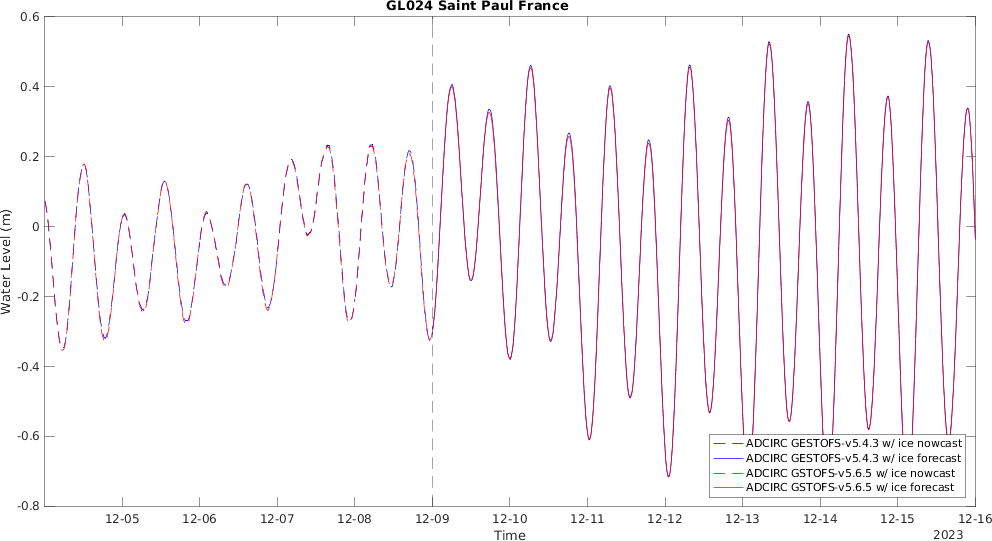 GL024 Saint Paul France
Water Level (m)
0.6
0.4
0.2
0
-0.2
-0.4
-0.6
-0.8
ADCIRC GESTOFS-v5.4.3 w/ ice nowcast
ADCIRC GESTOFS-v5.4.3 w/ ice forecast
ADCIRC GSTOFS-v5.6.5 w/ ice nowcast
ADCIRC GSTOFS-v5.6.5 w/ ice forecast
12-05 12-06 12-07 12-08 12-09 12-10 12-11 12-12 12-13 12-14 12-15 12-16
Time
2023